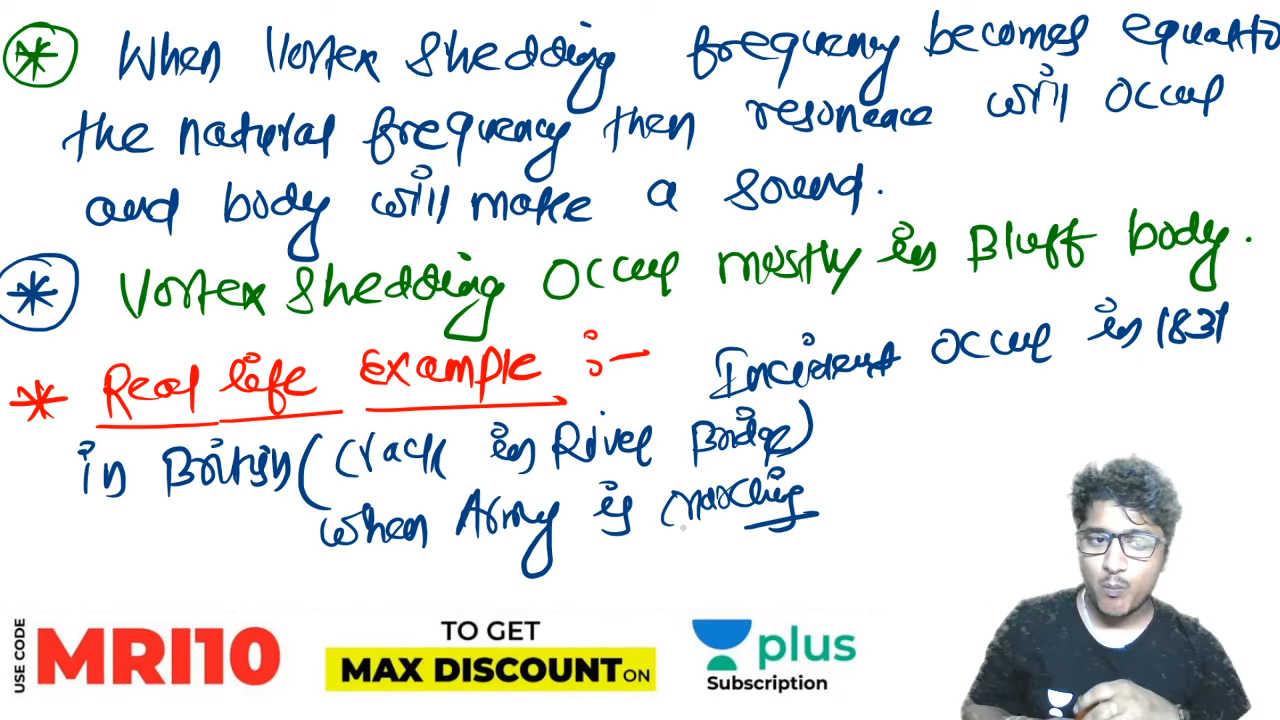 When Vortex Shedding frequency becomes equal to
the natural frequency then resoneace will occur
and body will make a sound.
Vortex Shedding Occur mostly in Bluff body.
Real life Example :- Incident Occur in 1831
in British (Crack in River Bridge)
when Army is marching
USE CODE MRI10
TO GET
MAX DISCOUNT ON
plus
Subscription